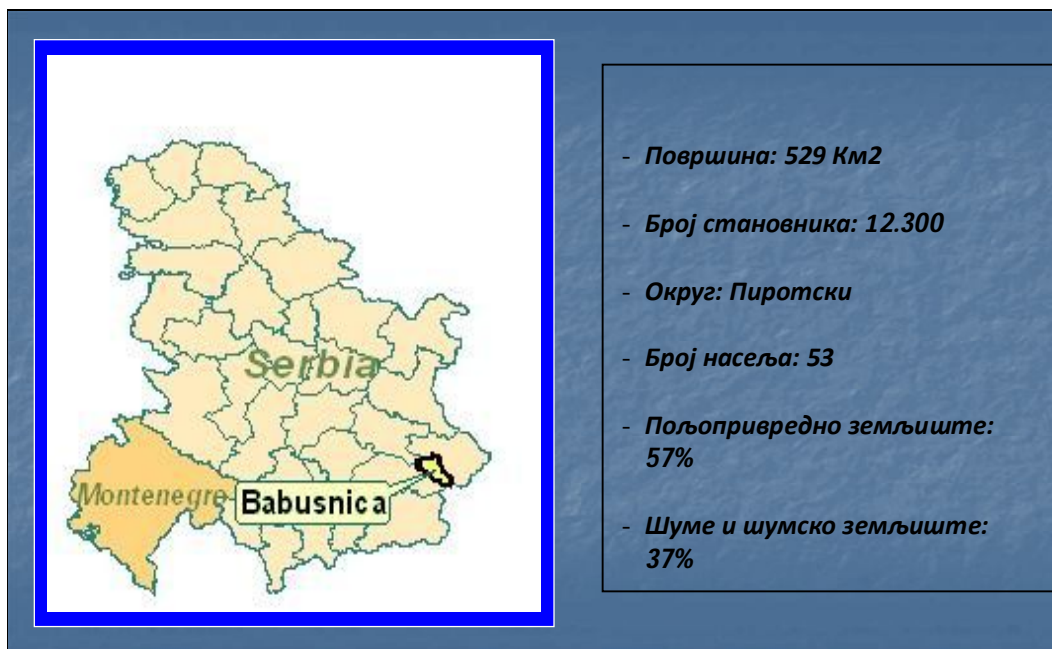 Serbia
Montenegro
Babusnica
- Површина: 529 Км2
- Број становника: 12.300
- Округ: Пиротски
- Број насеља: 53
- Пољопривредно земљиште:
57%
- Шуме и шумско земљиште:
37%